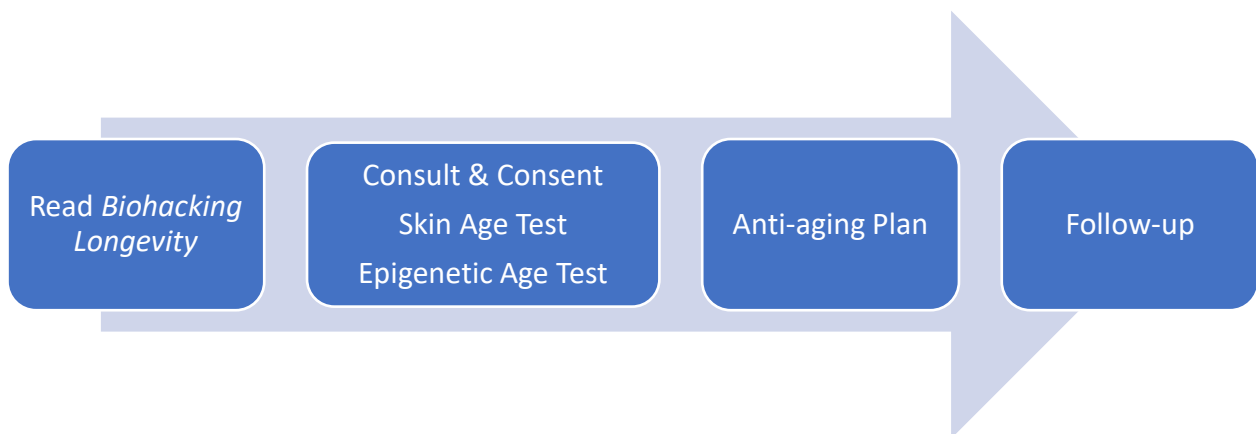 Read Biohacking
Longevity
Consult & Consent
Skin Age Test
Epigenetic Age Test
Anti-aging Plan
Follow-up